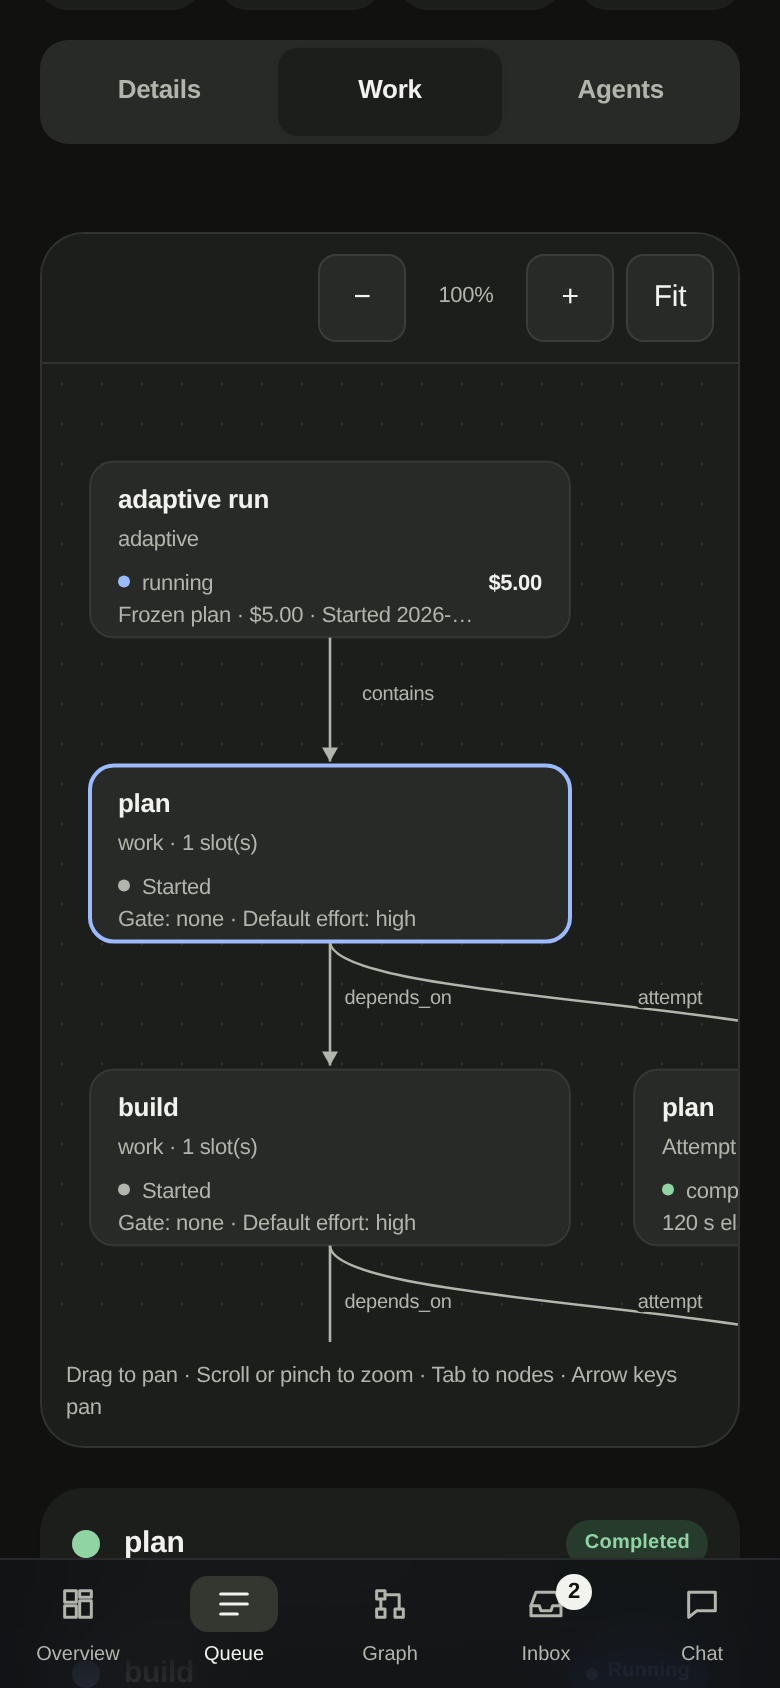 Details Work Agents
− 100% + Fit
adaptive run
adaptive
running $5.00
Frozen plan · $5.00 · Started 2026-…
contains
plan
work · 1 slot(s)
Started
Gate: none · Default effort: high
depends_on attempt
build
work · 1 slot(s)
Started
Gate: none · Default effort: high
plan
Attempt
comp
120 s el
depends_on attempt
Drag to pan · Scroll or pinch to zoom · Tab to nodes · Arrow keys
pan
plan Completed
build Running
2
Overview Queue Graph Inbox Chat